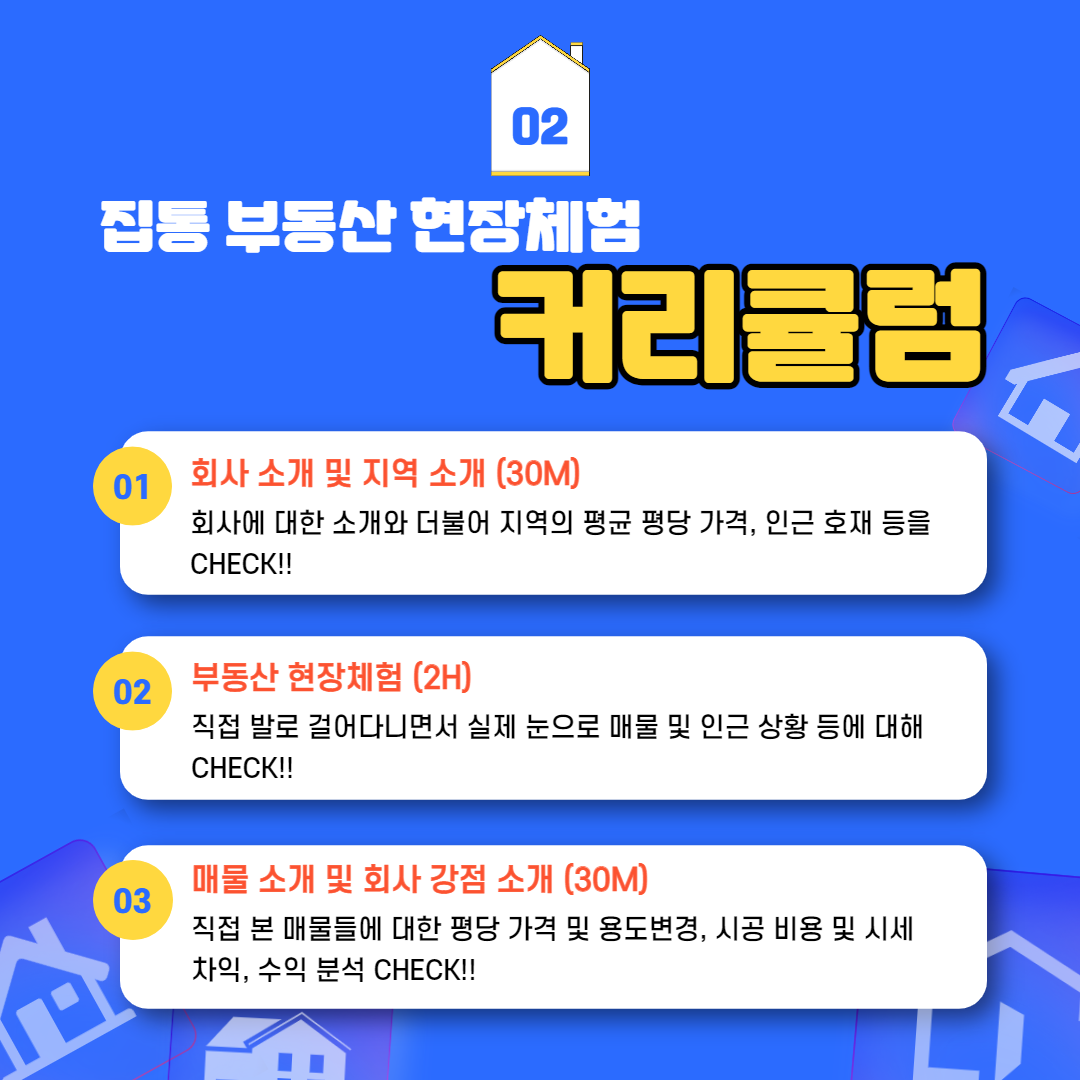 02
집통 부동산 현장체험
커리큘럼
01
회사 소개 및 지역 소개 (30M)
회사에 대한 소개와 더불어 지역의 평균 평당 가격, 인근 호재 등을
CHECK!!
02
부동산 현장체험 (2H)
직접 발로 걸어다니면서 실제 눈으로 매물 및 인근 상황 등에 대해
CHECK!!
03
매물 소개 및 회사 강점 소개 (30M)
직접 본 매물들에 대한 평당 가격 및 용도변경, 시공 비용 및 시세
차익, 수익 분석 CHECK!!